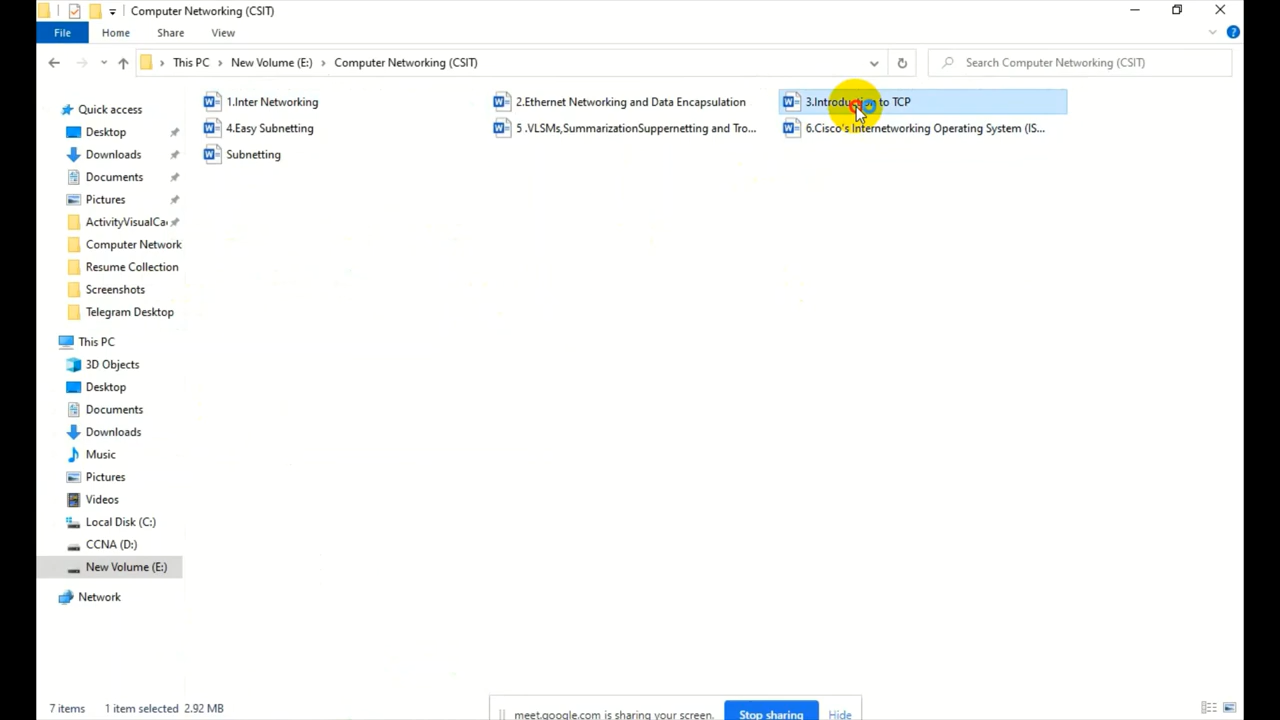 Computer Networking (CSIT)
File Home Share View
This PC New Volume (E:) Computer Networking (CSIT) Search Computer Networking (CSIT)
Quick access
Desktop
Downloads
Documents
Pictures
ActivityVisualCa
Computer Network
Resume Collection
Screenshots
Telegram Desktop
This PC
3D Objects
Desktop
Documents
Downloads
Music
Pictures
Videos
Local Disk (C:)
CCNA (D:)
New Volume (E:)
Network
1.Inter Networking 2.Ethernet Networking and Data Encapsulation 3.Introduction to TCP
4.Easy Subnetting 5 .VLSMs,SummarizationSuppernetting and Tro... 6.Cisco's Internetworking Operating System (IS...
Subnetting
7 items 1 item selected 2.92 MB
meet.google.com is sharing your screen. Stop sharing Hide